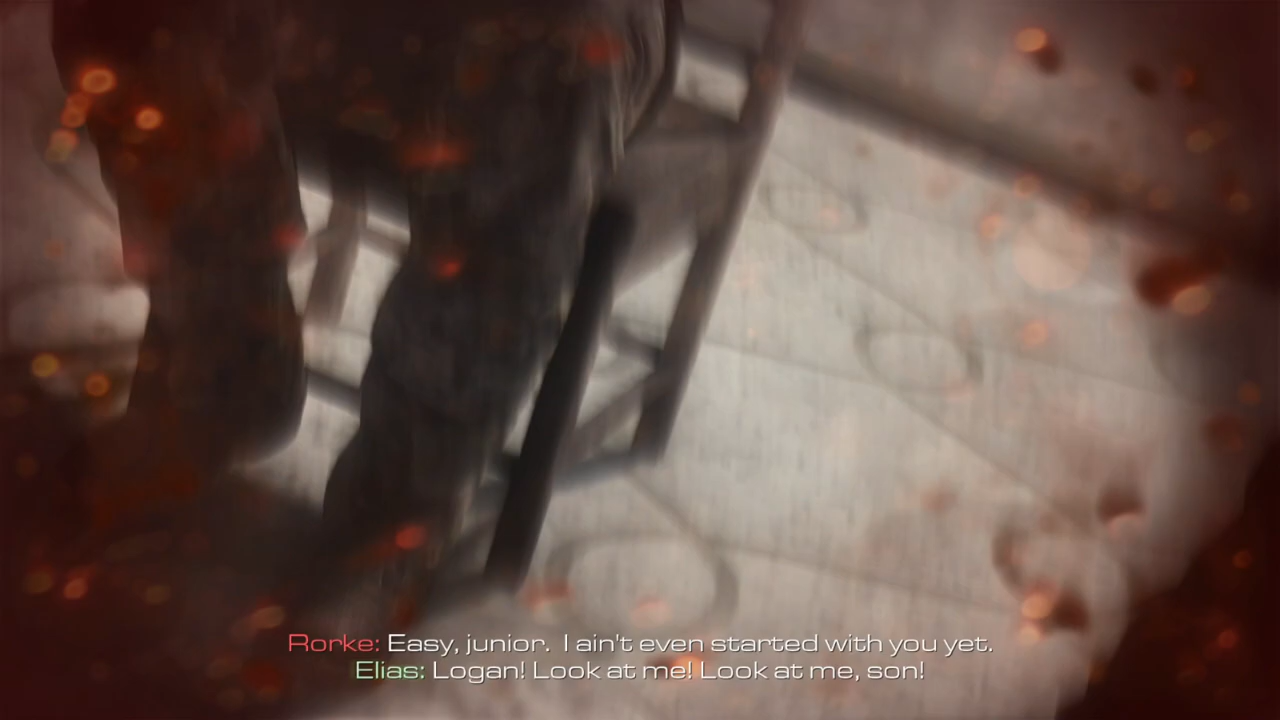 Rorke: Easy, junior.  I ain't even started with you yet.
Elias: Logan! Look at me! Look at me, son!